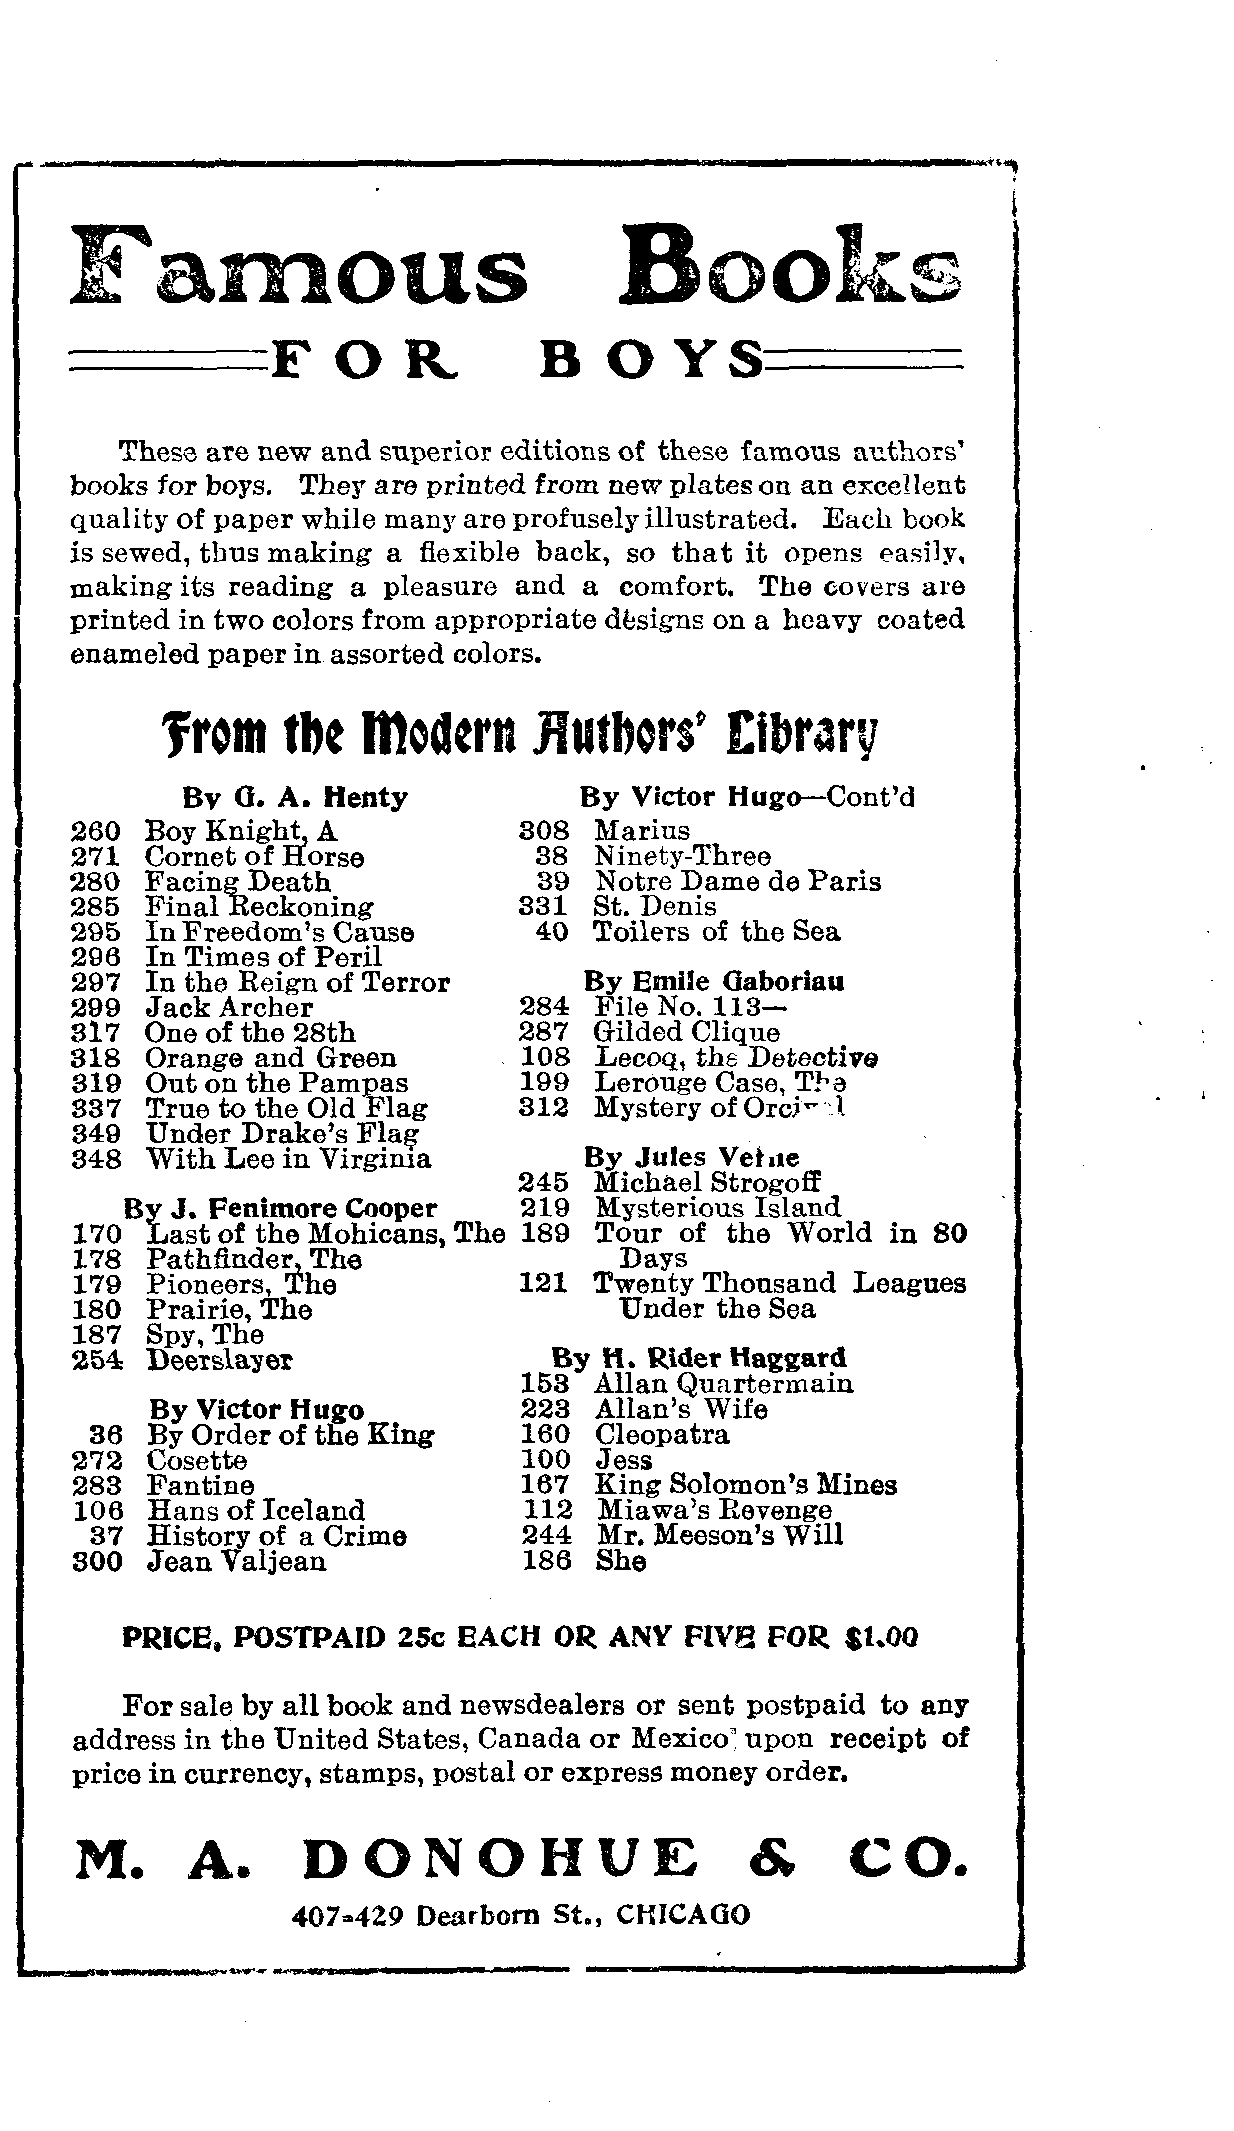 Famous Books
FOR BOYS
These are new and superior editions of these famous authors'
books for boys. They are printed from new plates on an excellent
quality of paper while many are profusely illustrated. Each book
is sewed, thus making a flexible back, so that it opens easily,
making its reading a pleasure and a comfort. The covers are
printed in two colors from appropriate designs on a heavy coated
enameled paper in assorted colors.
From the Modern Authors' Library
By G. A. Henty
260 Boy Knight, A
271 Cornet of Horse
280 Facing Death
285 Final Reckoning
295 In Freedom's Cause
296 In Times of Peril
297 In the Reign of Terror
299 Jack Archer
317 One of the 28th
318 Orange and Green
319 Out on the Pampas
337 True to the Old Flag
349 Under Drake's Flag
348 With Lee in Virginia
By J. Fenimore Cooper
170 Last of the Mohicans, The
178 Pathfinder, The
179 Pioneers, The
180 Prairie, The
187 Spy, The
254 Deerslayer
By Victor Hugo
36 By Order of the King
272 Cosette
283 Fantine
106 Hans of Iceland
37 History of a Crime
300 Jean Valjean
By Victor Hugo—Cont'd
308 Marius
38 Ninety-Three
39 Notre Dame de Paris
331 St. Denis
40 Toilers of the Sea
By Emile Gaboriau
284 File No. 113—
287 Gilded Clique
108 Lecoq, the Detective
199 Lerouge Case, The
312 Mystery of Orcival
By Jules Verne
245 Michael Strogoff
219 Mysterious Island
189 Tour of the World in 80
Days
121 Twenty Thousand Leagues
Under the Sea
By H. Rider Haggard
153 Allan Quartermain
223 Allan's Wife
160 Cleopatra
100 Jess
167 King Solomon's Mines
112 Miawa's Revenge
244 Mr. Meeson's Will
186 She
PRICE, POSTPAID 25c EACH OR ANY FIVE FOR $1.00
For sale by all book and newsdealers or sent postpaid to any
address in the United States, Canada or Mexico upon receipt of
price in currency, stamps, postal or express money order.
M. A. DONOHUE & CO.
407-429 Dearborn St., CHICAGO